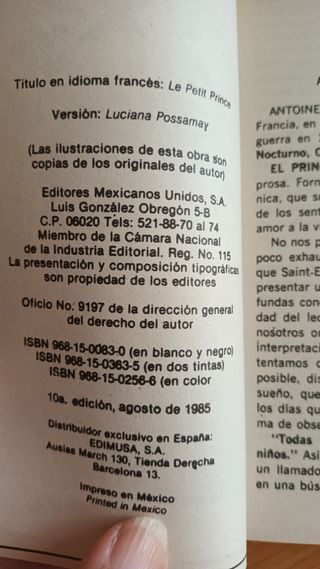 Título en idioma francés: Le Petit Prince
Versión: Luciana Possamay
(Las ilustraciones de esta obra son
copias de los originales del autor)
Editores Mexicanos Unidos, S.A.
Luis González Obregón 5-B
C.P. 06020 Tels: 521-88-70 al 74
Miembro de la Cámara Nacional
de la Industria Editorial. Reg. No. 115
La presentación y composición tipográficas
son propiedad de los editores
Oficio No. 9197 de la dirección general
del derecho del autor
ISBN 968-15-0083-0 (en blanco y negro)
ISBN 968-15-0363-5 (en dos tintas)
ISBN 968-15-0256-6 (en color
10a. edición, agosto de 1985
Distribuidor exclusivo en España:
EDIMUSA, S.A.
Ausias March 130, Tienda Derecha
Barcelona 13.
Impreso en México
Printed in Mexico
ANTOINE
Francia, en
guerra en
Nocturno,
EL PRIN
prosa. Form
nica, que s
de los sent
amor a la v
No nos p
poco exhau
que Saint-E
presentar u
fundas cono
dad del lec
nosotros o
interpretació
tentamos c
posible, dis
sueño, que
los días qu
ma de obse
"Todas
niños." Asi
un llamado
en una bús